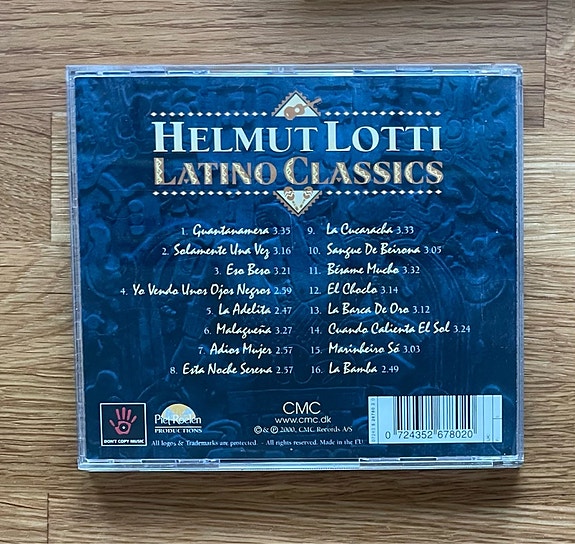 HELMUT LOTTI
LATINO CLASSICS
1. Guantanamera 3.35
2. Solamente Una Vez 3.16
3. Eso Beso 3.21
4. Yo Vendo Unos Ojos Negros 2.59
5. La Adelita 2.47
6. Malagueña 3.27
7. Adios Mujer 2.57
8. Esta Noche Serena 2.57
9. La Cucaracha 3.33
10. Sangue De Beirona 3.05
11. Bésame Mucho 3.32
12. El Choclo 3.14
13. La Barca De Oro 3.12
14. Cuando Calienta El Sol 3.24
15. Marinheiro Só 3.03
16. La Bamba 2.49
DON'T COPY MUSIC
Piet Roelen
PRODUCTIONS
CMC
www.cmc.dk
© & ℗ 2000, CMC Records A/S
All logos & Trademarks are protected. - All rights reserved. Made in the EU
0 724352 678020